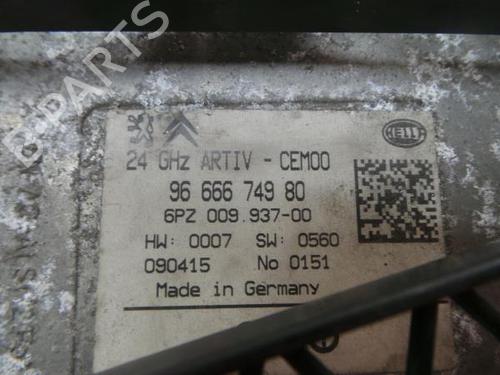 B-PARTS
HELLA
24 GHz ARTIV - CEM00
96 666 749 80
6PZ 009.937-00
HW: 0007 SW: 0560
090415 No 0151
Made in Germany